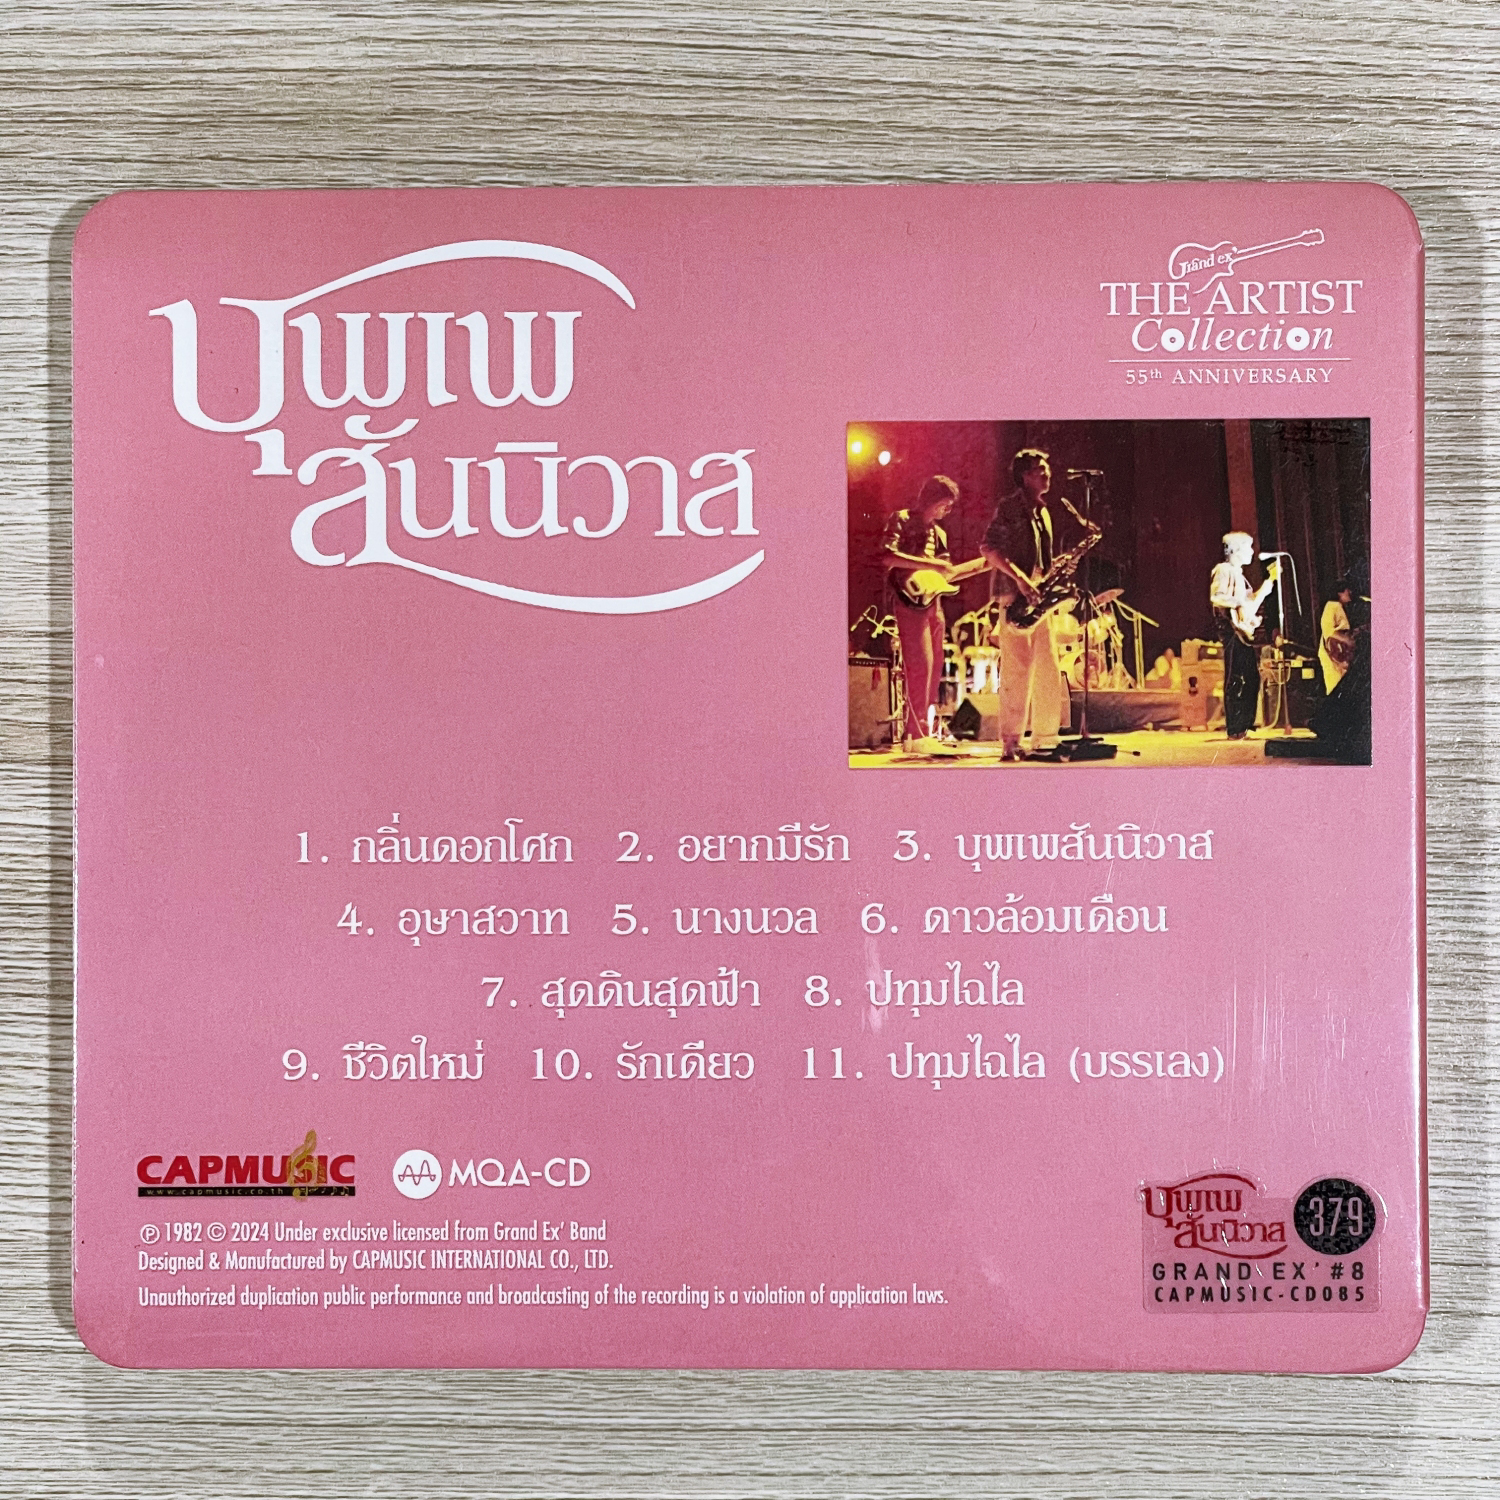 บุพเพ
สันนิวาส
Grand ex'
THE ARTIST
Collection
55th ANNIVERSARY
1. กลิ่นดอกโศก 2. อยากมีรัก 3. บุพเพสันนิวาส
4. อุษาสวาท 5. นางนวล 6. ดาวล้อมเดือน
7. สุดดินสุดฟ้า 8. ปทุมไฉไล
9. ชีวิตใหม่ 10. รักเดียว 11. ปทุมไฉไล (บรรเลง)
CAPMUSIC
www.capmusic.co.th
MQA-CD
℗ 1982 © 2024 Under exclusive licensed from Grand Ex' Band
Designed & Manufactured by CAPMUSIC INTERNATIONAL CO., LTD.
Unauthorized duplication public performance and broadcasting of the recording is a violation of application laws.
บุพเพ
สันนิวาส
379
GRAND EX' #8
CAPMUSIC-CD085